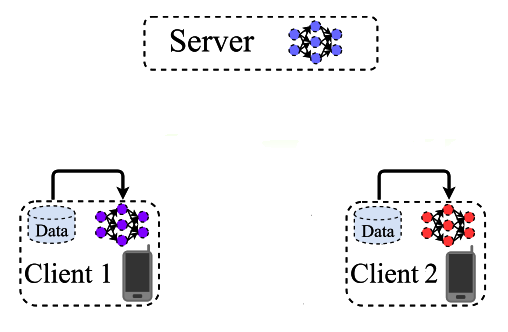 Server
Data
Client 1
Data
Client 2